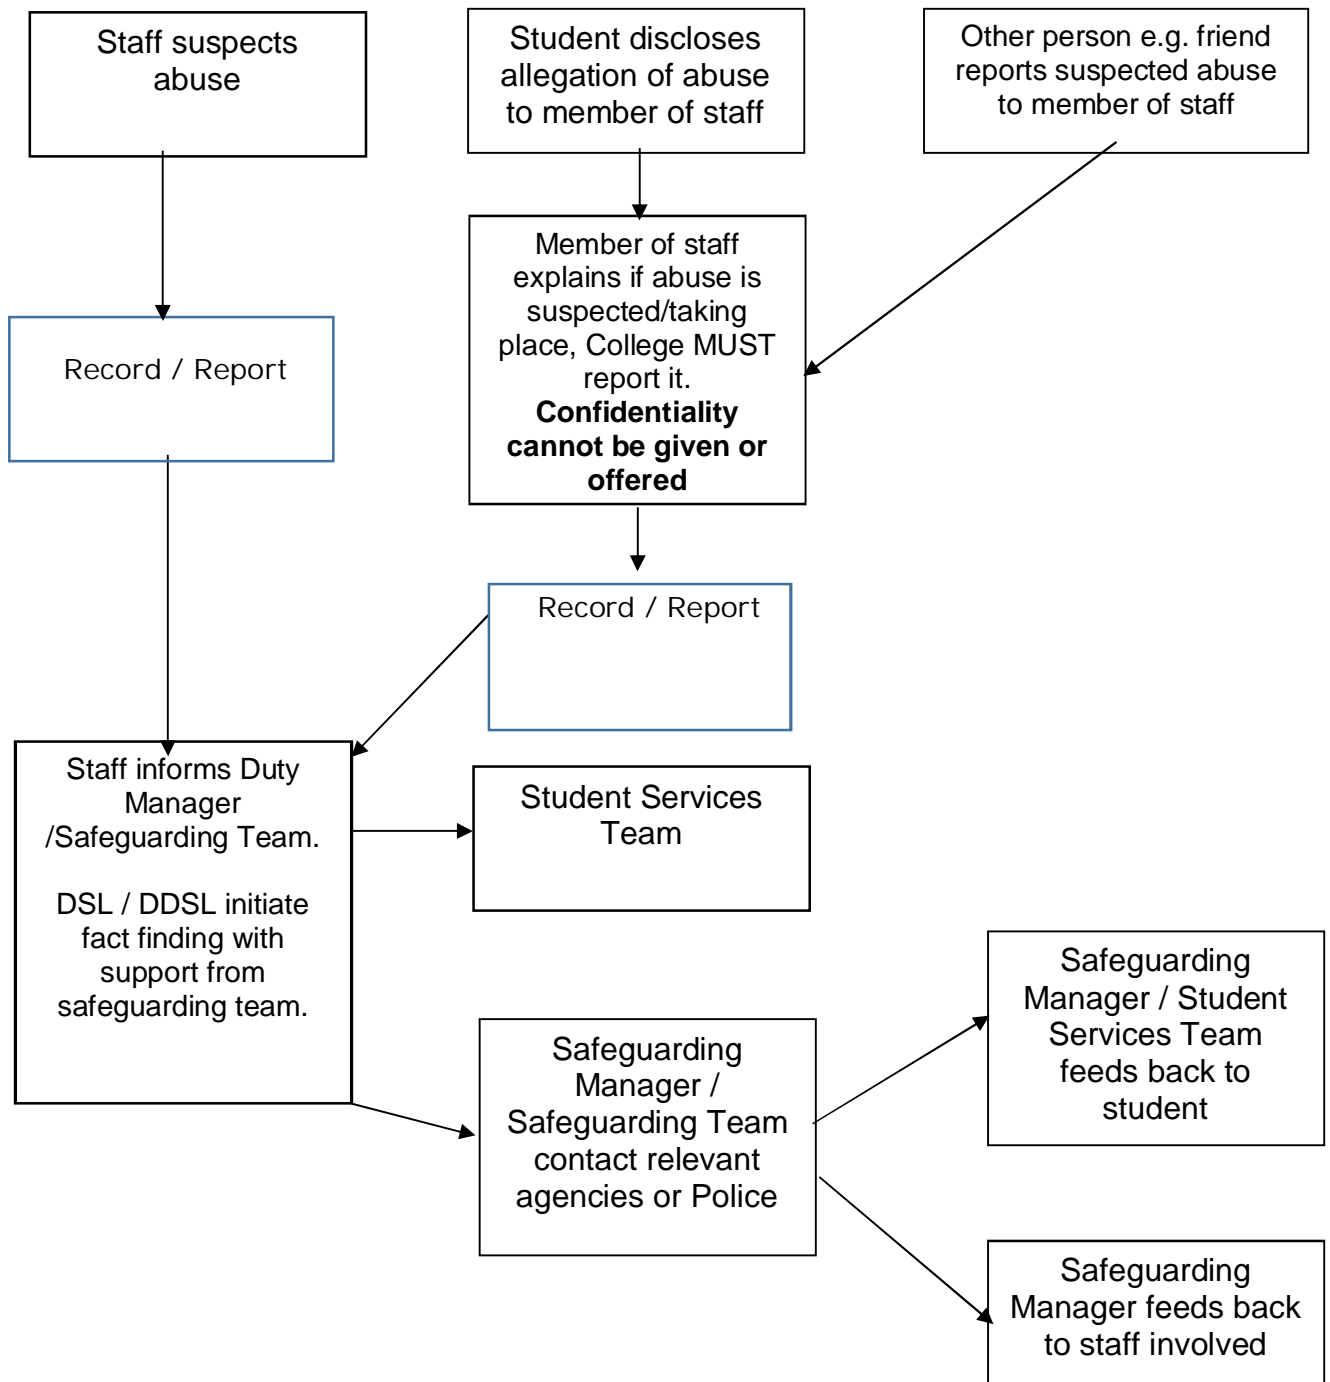 Staff suspects
abuse
Student discloses
allegation of abuse
to member of staff
Other person e.g. friend
reports suspected abuse
to member of staff
Member of staff
explains if abuse is
suspected/taking
place, College MUST
report it.
Confidentiality
cannot be given or
offered
Record / Report
Record / Report
Staff informs Duty
Manager
/Safeguarding Team.
DSL / DDSL initiate
fact finding with
support from
safeguarding team.
Student Services
Team
Safeguarding
Manager /
Safeguarding Team
contact relevant
agencies or Police
Safeguarding
Manager / Student
Services Team
feeds back to
student
Safeguarding
Manager feeds back
to staff involved